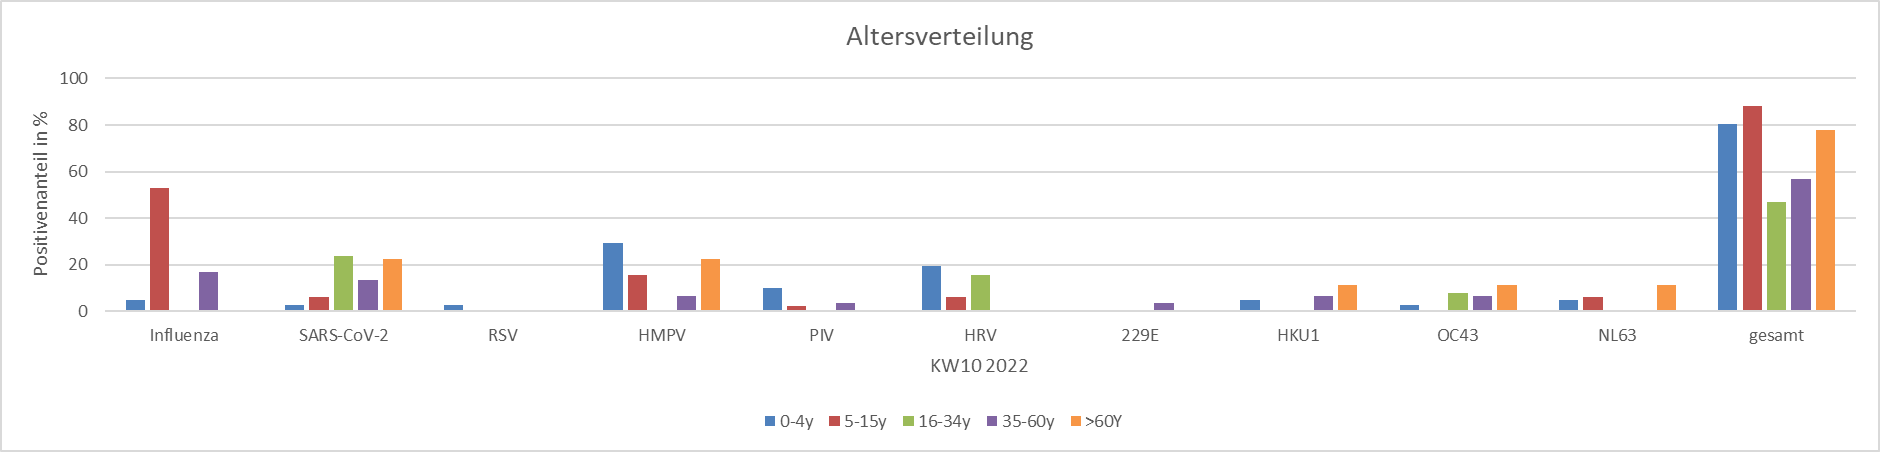 Altersverteilung
Positivenanteil in %
100
80
60
40
20
0
Influenza SARS-CoV-2 RSV HMPV PIV HRV 229E HKU1 OC43 NL63 gesamt
KW10 2022
0-4y 5-15y 16-34y 35-60y >60Y